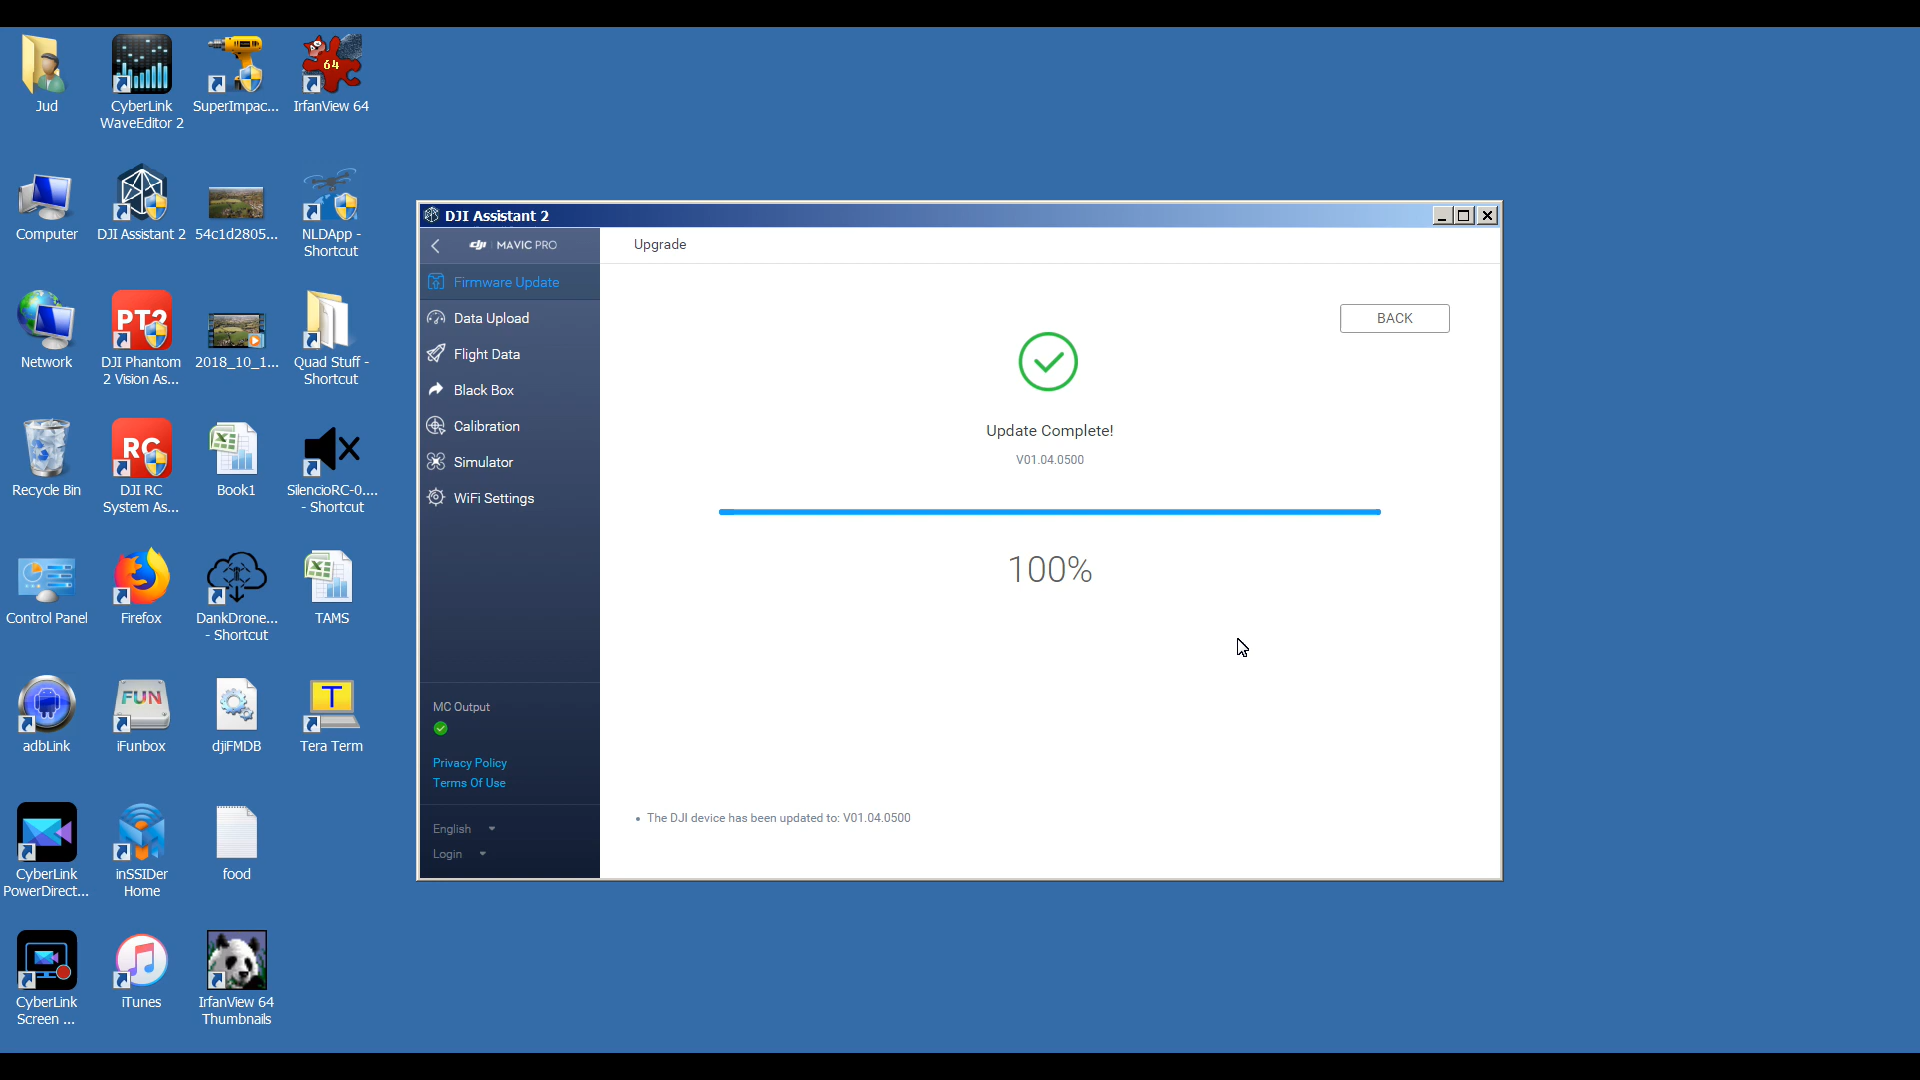 Jud
CyberLink
WaveEditor 2
SuperImpac...
64
IrfanView 64
Computer
DJI Assistant 2
54c1d2805...
NLDApp -
Shortcut
Network
PT2
DJI Phantom
2 Vision As...
2018_10_1...
Quad Stuff -
Shortcut
Recycle Bin
RC
DJI RC
System As...
Book1
SilencioRC-0....
- Shortcut
Control Panel
Firefox
DankDrone...
- Shortcut
TAMS
adbLink
FUN
iFunbox
djiFMDB
T
Tera Term
CyberLink
PowerDirect...
inSSIDer
Home
food
CyberLink
Screen ...
iTunes
IrfanView 64
Thumbnails
DJI Assistant 2
dji MAVIC PRO
Firmware Update
Data Upload
Flight Data
Black Box
Calibration
Simulator
WiFi Settings
MC Output
Privacy Policy
Terms Of Use
English
Login
Upgrade
BACK
Update Complete!
V01.04.0500
100%
• The DJI device has been updated to: V01.04.0500